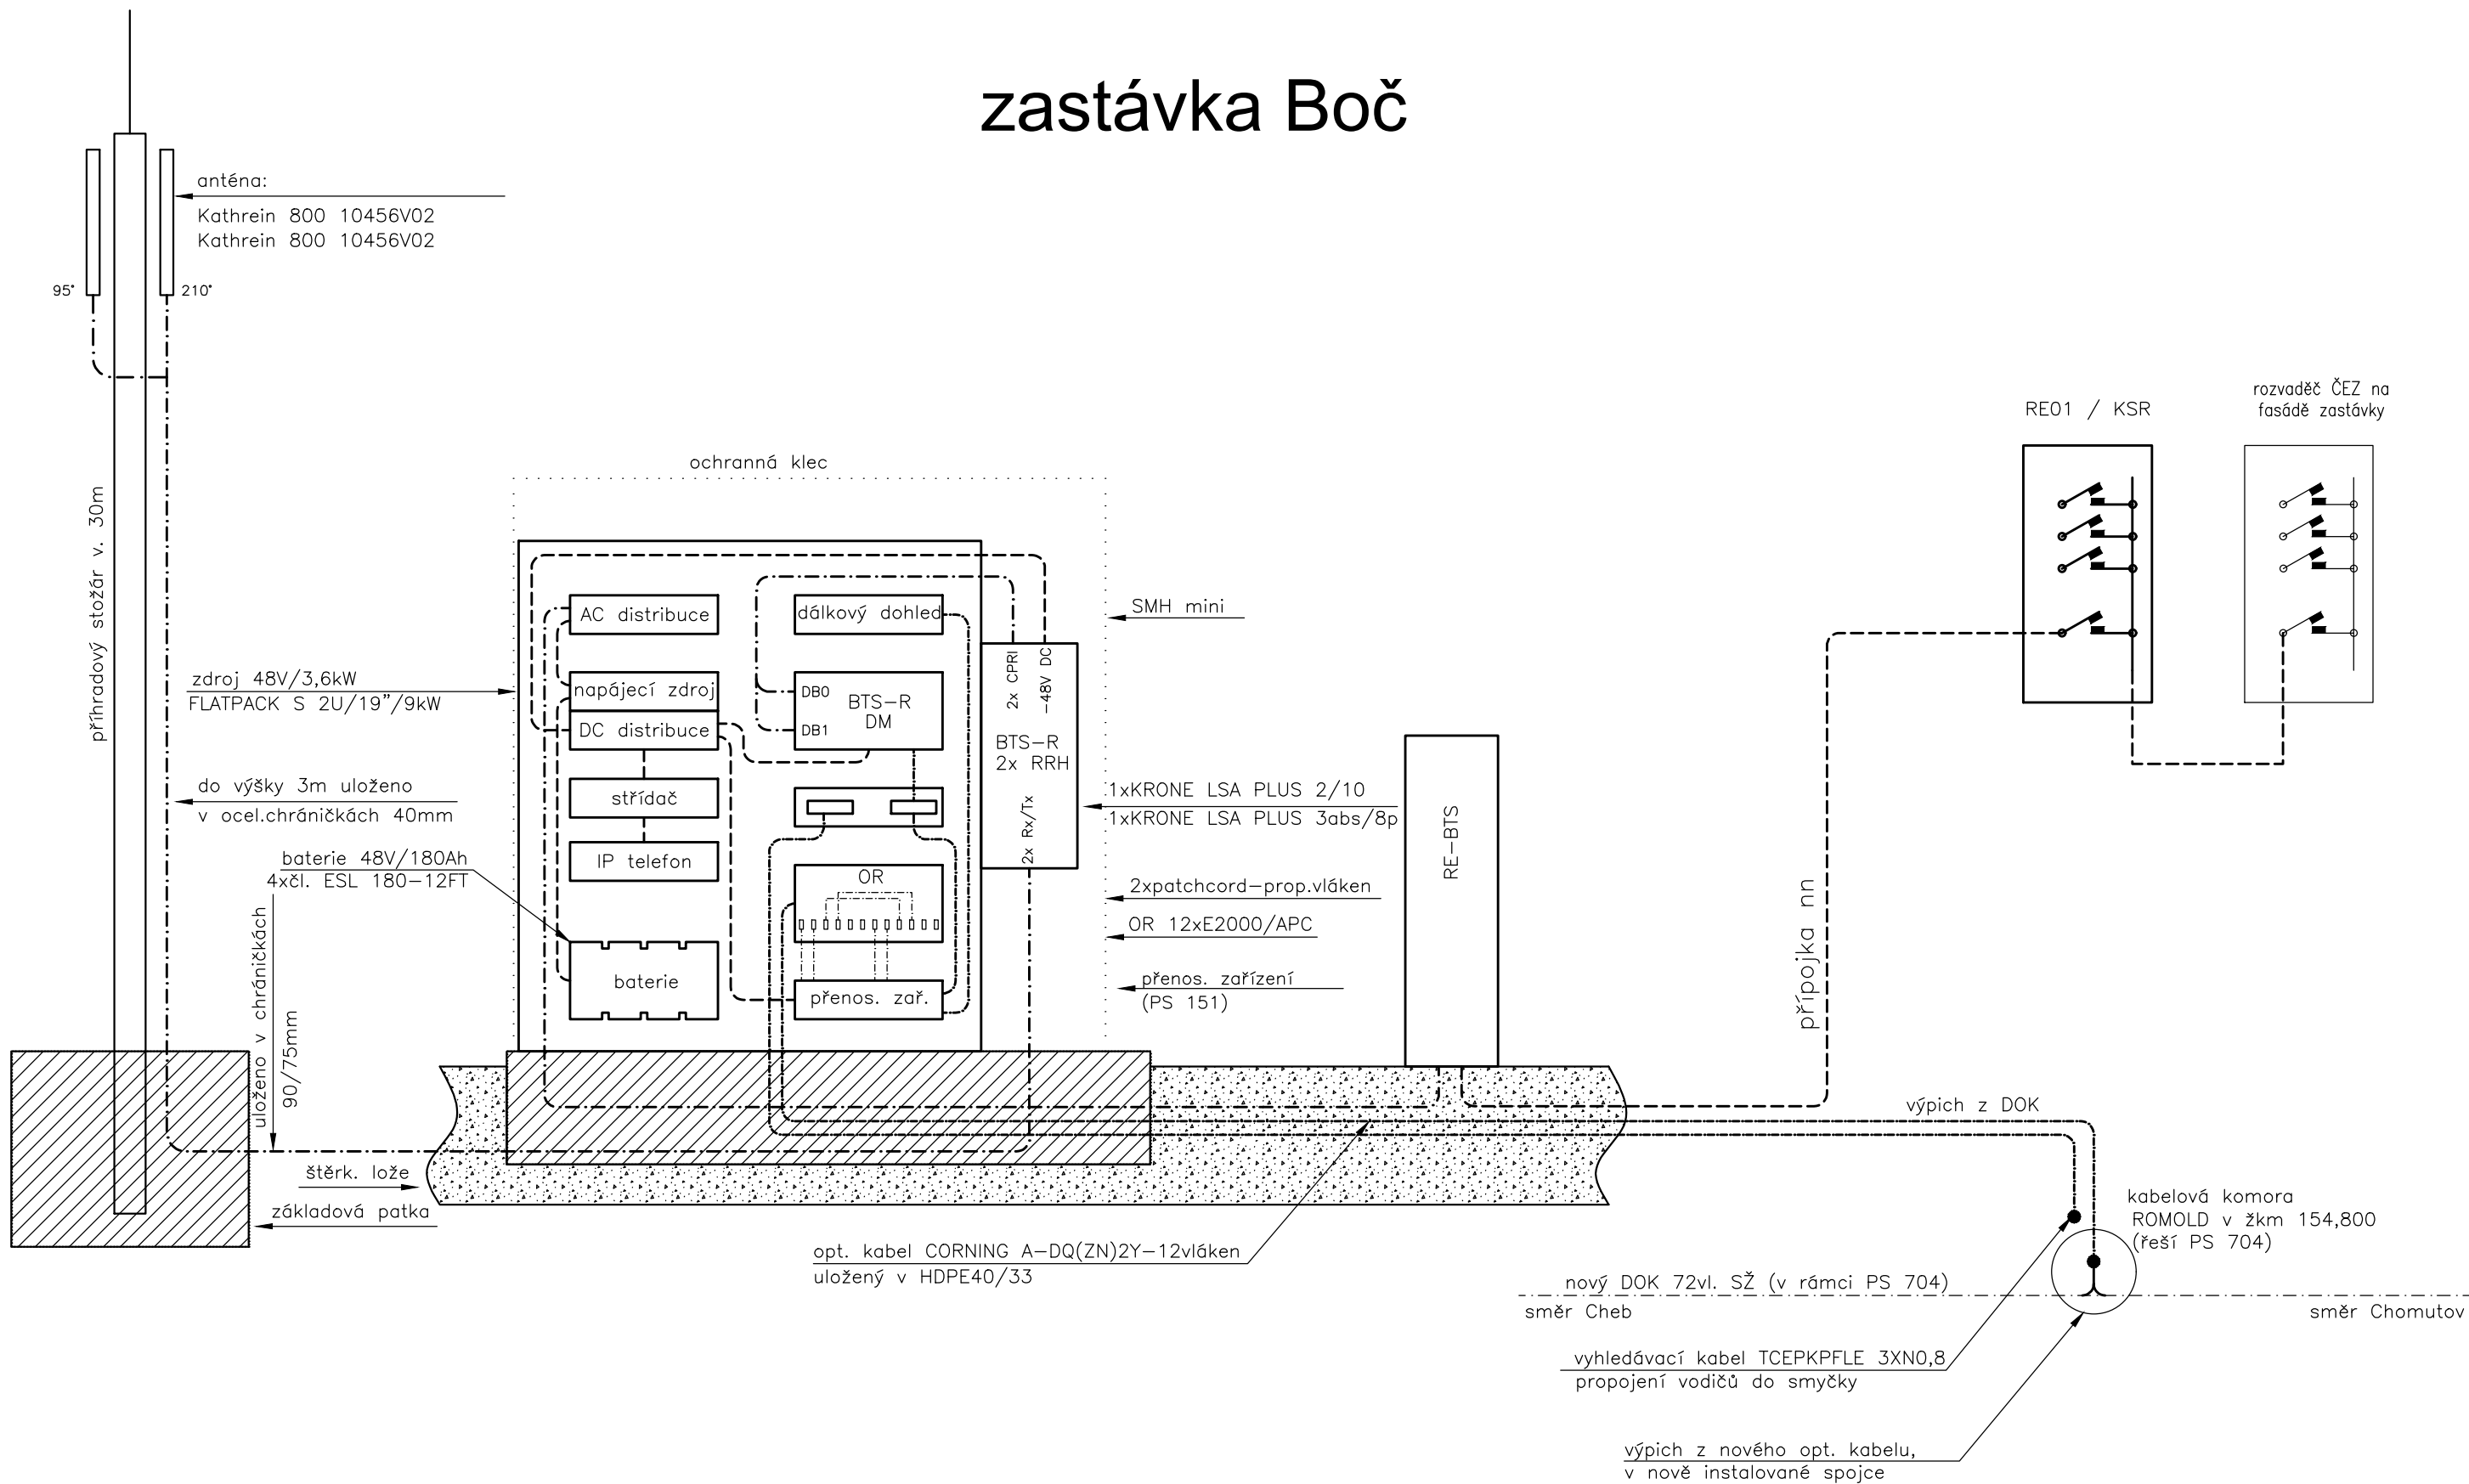 zastávka Boč
anténa:
Kathrein 800 10456V02
Kathrein 800 10456V02
95°
210°
příhradový stožár v. 30m
zdroj 48V/3,6kW
FLATPACK S 2U/19"/9kW
do výšky 3m uloženo
v ocel.chráničkách 40mm
baterie 48V/180Ah
4xčl. ESL 180-12FT
uloženo v chráničkách
90/75mm
štěrk. lože
základová patka
ochranná klec
AC distribuce
napájecí zdroj
DC distribuce
střídač
IP telefon
baterie
dálkový dohled
DB0
DB1
BTS-R
DM
OR
přenos. zař.
2x CPRI
-48V DC
BTS-R
2x RRH
2x Rx/Tx
SMH mini
1xKRONE LSA PLUS 2/10
1xKRONE LSA PLUS 3abs/8p
2xpatchcord-prop.vláken
OR 12xE2000/APC
přenos. zařízení
(PS 151)
RE-BTS
RE01 / KSR
rozvaděč ČEZ na
fasádě zastávky
přípojka nn
výpich z DOK
opt. kabel CORNING A-DQ(ZN)2Y-12vláken
uložený v HDPE40/33
kabelová komora
ROMOLD v žkm 154,800
(řeší PS 704)
nový DOK 72vl. SŽ (v rámci PS 704)
směr Cheb
směr Chomutov
vyhledávací kabel TCEPKPFLE 3XN0,8
propojení vodičů do smyčky
výpich z nového opt. kabelu,
v nově instalované spojce